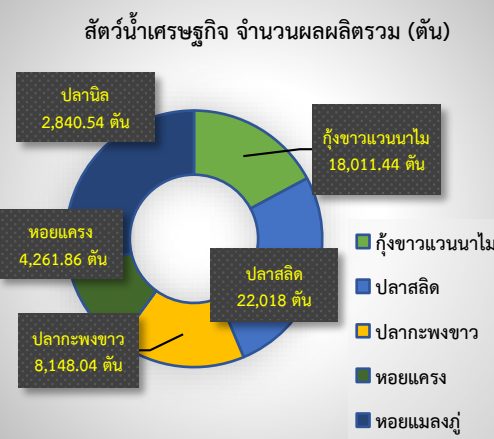 สัตว์น้ำเศรษฐกิจ จำนวนผลผลิตรวม (ตัน)
ปลานิล
2,840.54 ตัน
กุ้งขาวแวนนาไม
18,011.44 ตัน
หอยแครง
4,261.86 ตัน
ปลาสลิด
22,018 ตัน
ปลากะพงขาว
8,148.04 ตัน
กุ้งขาวแวนนาไม
ปลาสลิด
ปลากะพงขาว
หอยแครง
หอยแมลงภู่